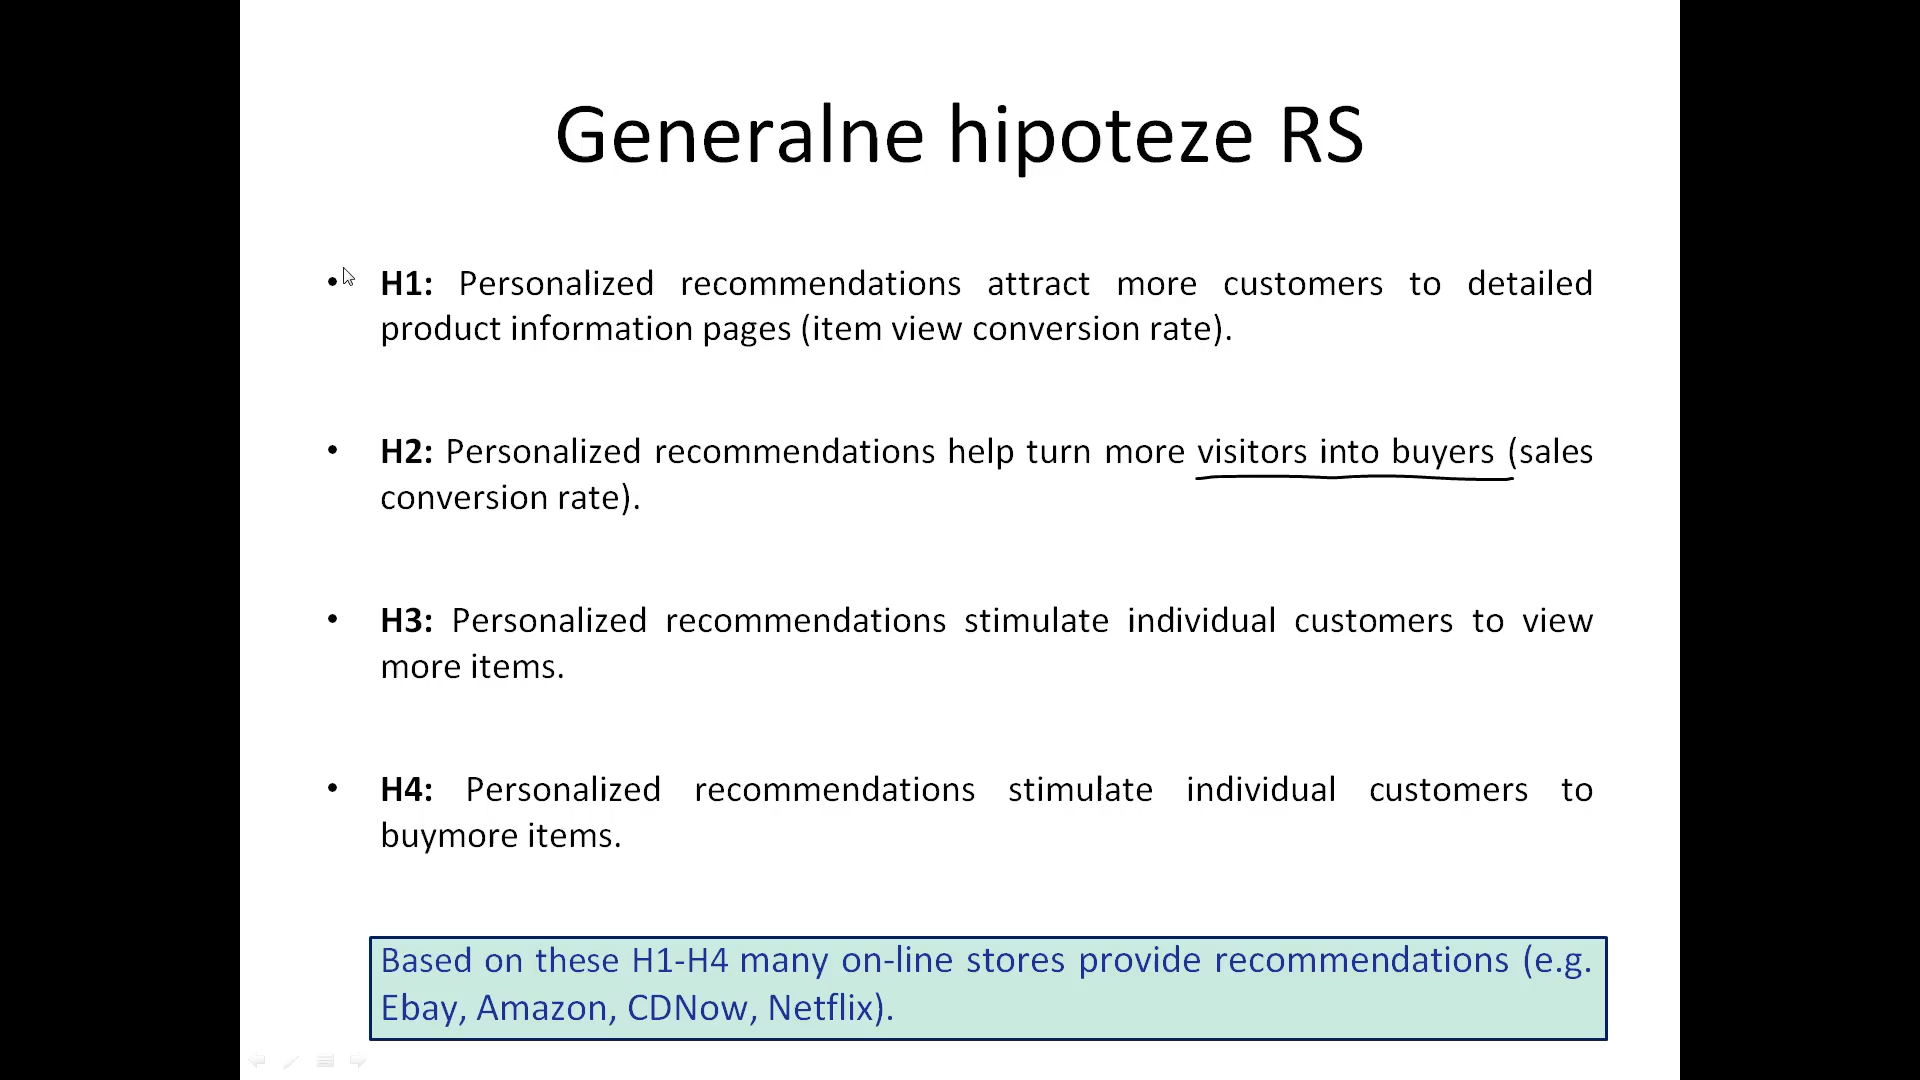 Generalne hipoteze RS
• H1: Personalized recommendations attract more customers to detailed
product information pages (item view conversion rate).
• H2: Personalized recommendations help turn more visitors into buyers (sales
conversion rate).
• H3: Personalized recommendations stimulate individual customers to view
more items.
• H4: Personalized recommendations stimulate individual customers to
buymore items.
Based on these H1-H4 many on-line stores provide recommendations (e.g.
Ebay, Amazon, CDNow, Netflix).